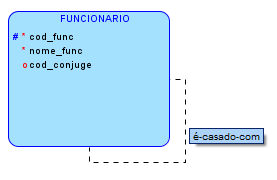 FUNCIONARIO
# * cod_func
* nome_func
o cod_conjuge
é-casado-com